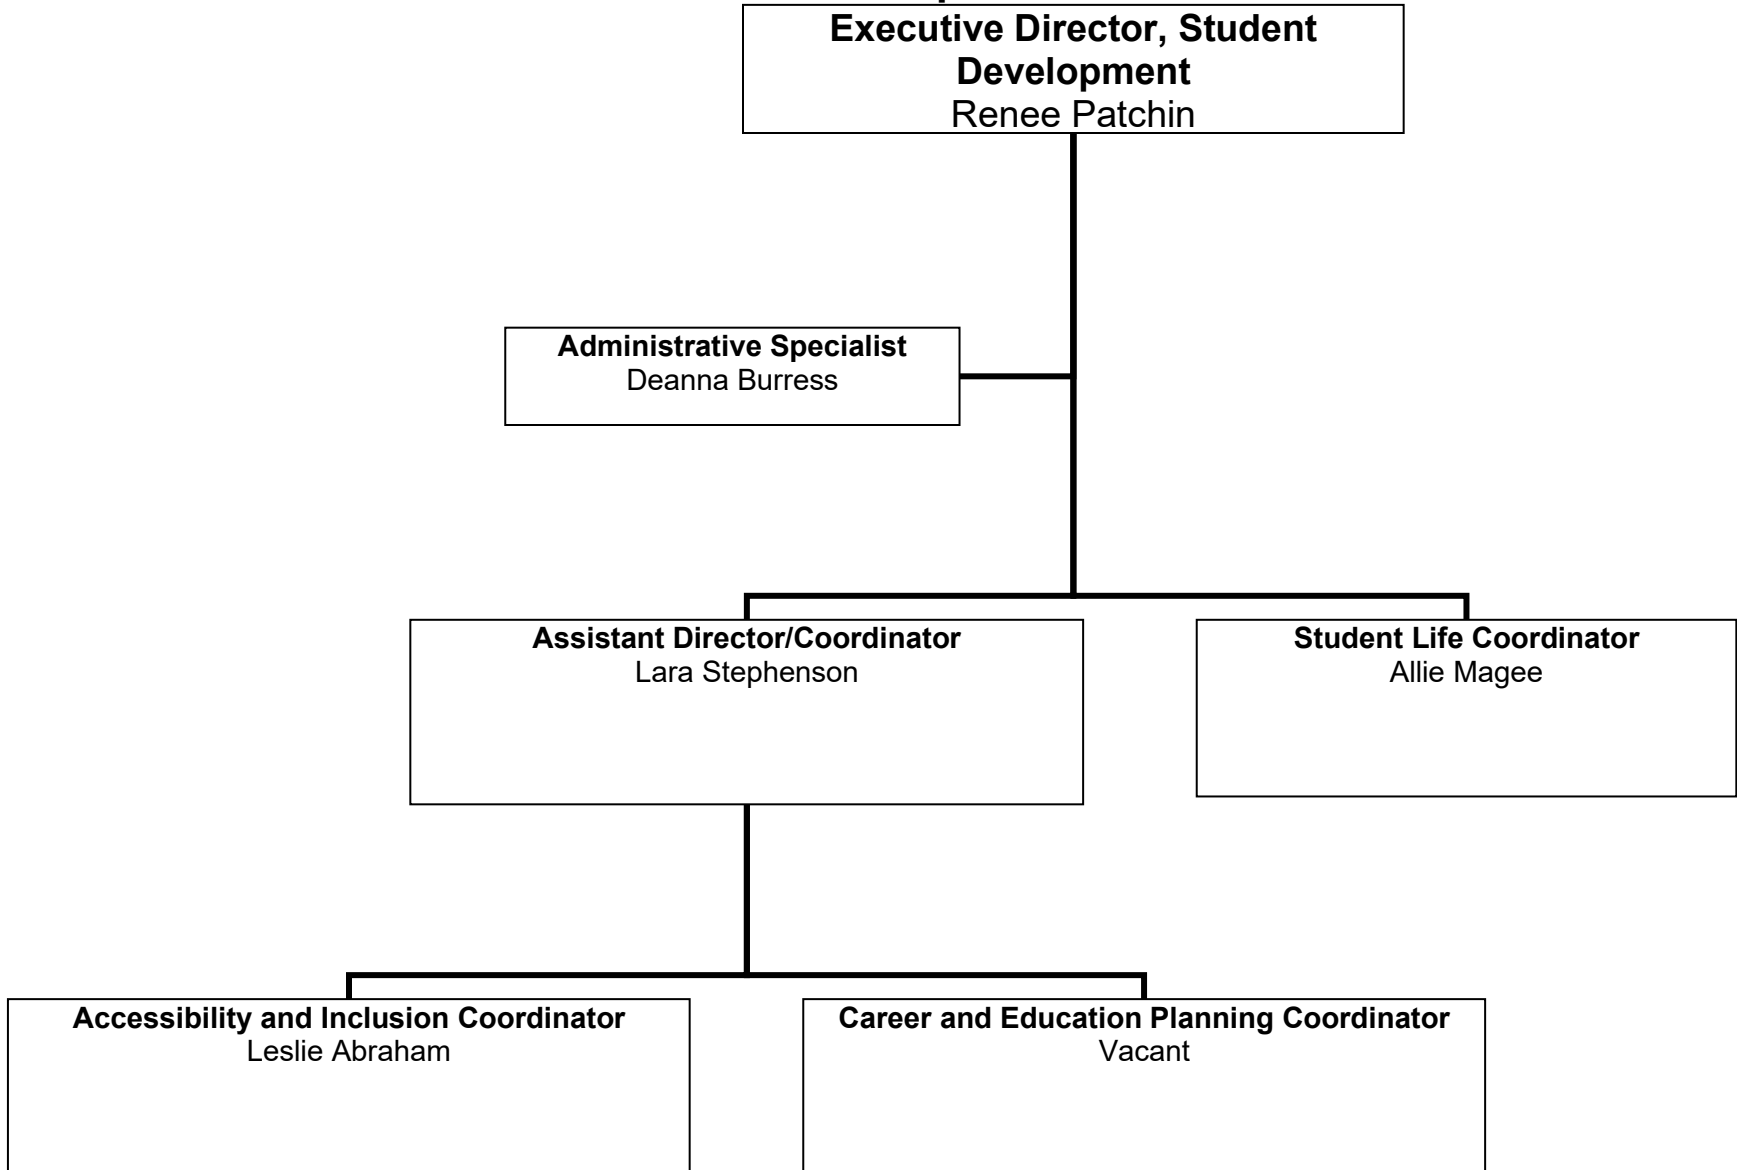 Executive Director, Student
Development
Renee Patchin
Administrative Specialist
Deanna Burress
Assistant Director/Coordinator
Lara Stephenson
Student Life Coordinator
Allie Magee
Accessibility and Inclusion Coordinator
Leslie Abraham
Career and Education Planning Coordinator
Vacant